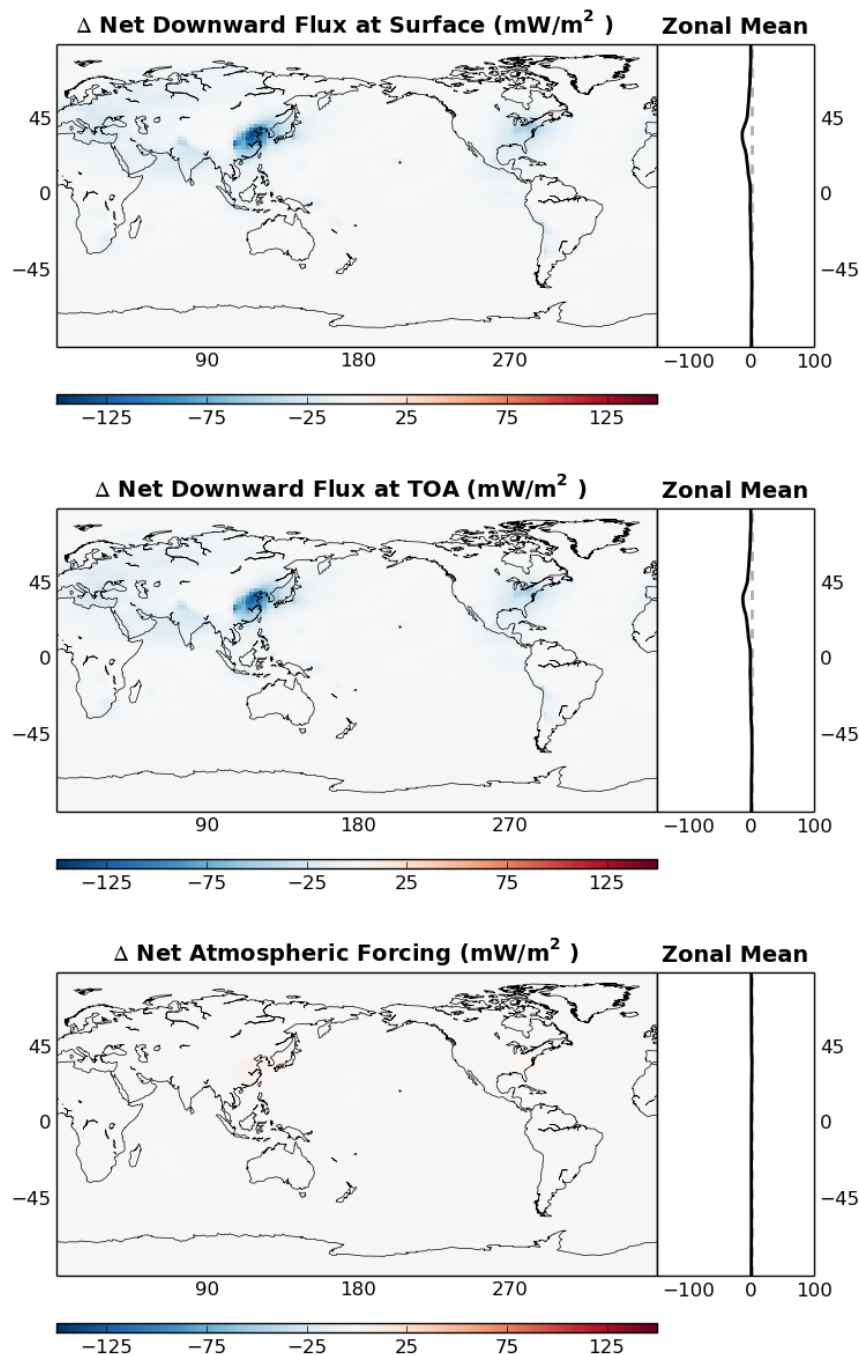 Δ Net Downward Flux at Surface (mW/m² ) Zonal Mean
45 45
0 0
−45 −45
90 180 270 −100 0 100
−125 −75 −25 25 75 125
Δ Net Downward Flux at TOA (mW/m² ) Zonal Mean
45 45
0 0
−45 −45
90 180 270 −100 0 100
−125 −75 −25 25 75 125
Δ Net Atmospheric Forcing (mW/m² ) Zonal Mean
45 45
0 0
−45 −45
90 180 270 −100 0 100
−125 −75 −25 25 75 125